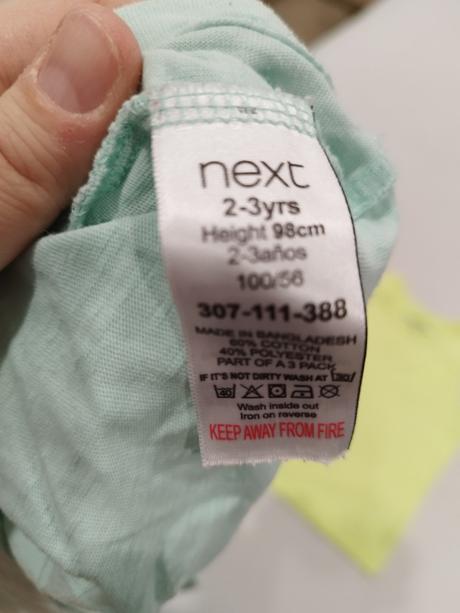 next
2-3yrs
Height 98cm
2-3años
100/56
307-111-388
MADE IN BANGLADESH
60% COTTON
40% POLYESTER
PART OF A 3 PACK
IF IT'S NOT DIRTY WASH AT 30
40
Wash inside out
Iron on reverse
KEEP AWAY FROM FIRE